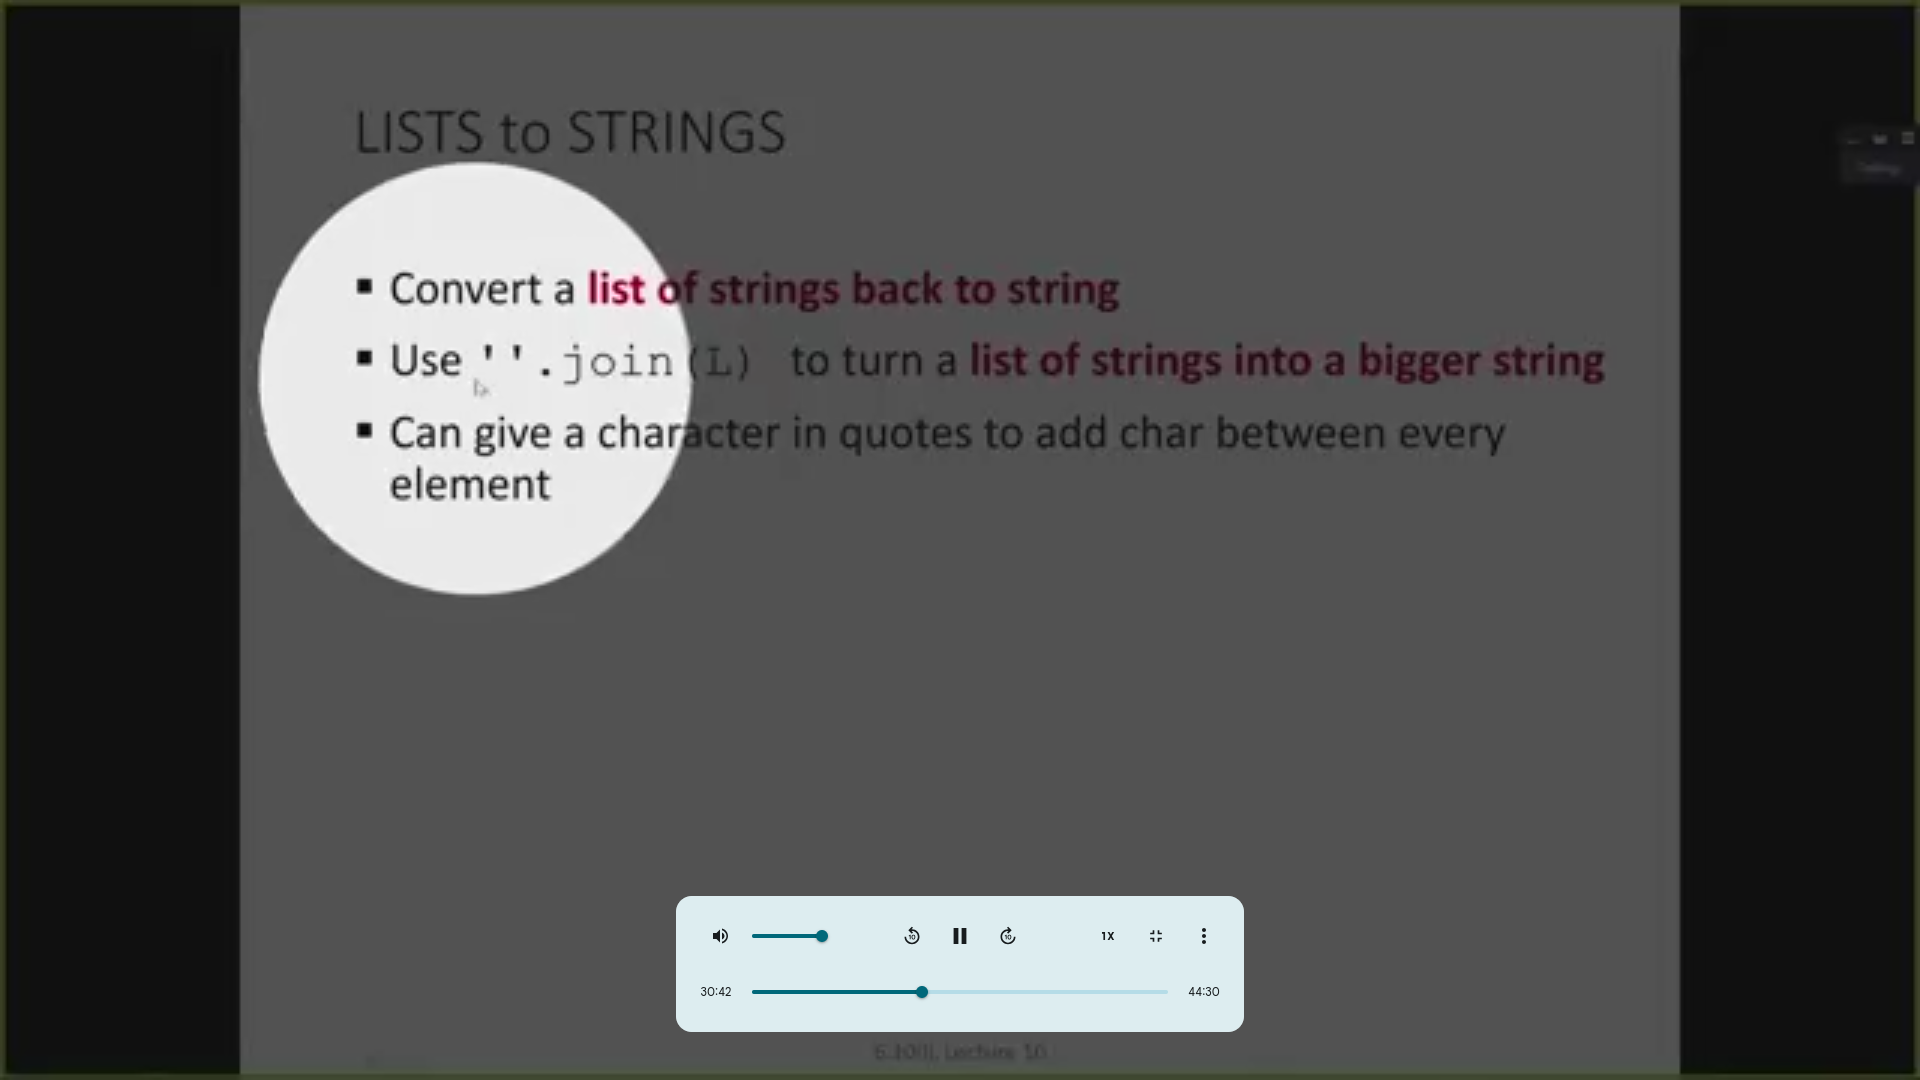 LISTS to STRINGS
▪ Convert a list of strings back to string
▪ Use ''.join(L) to turn a list of strings into a bigger string
▪ Can give a character in quotes to add char between every
element
1X
30:42
44:30
Lecture 10